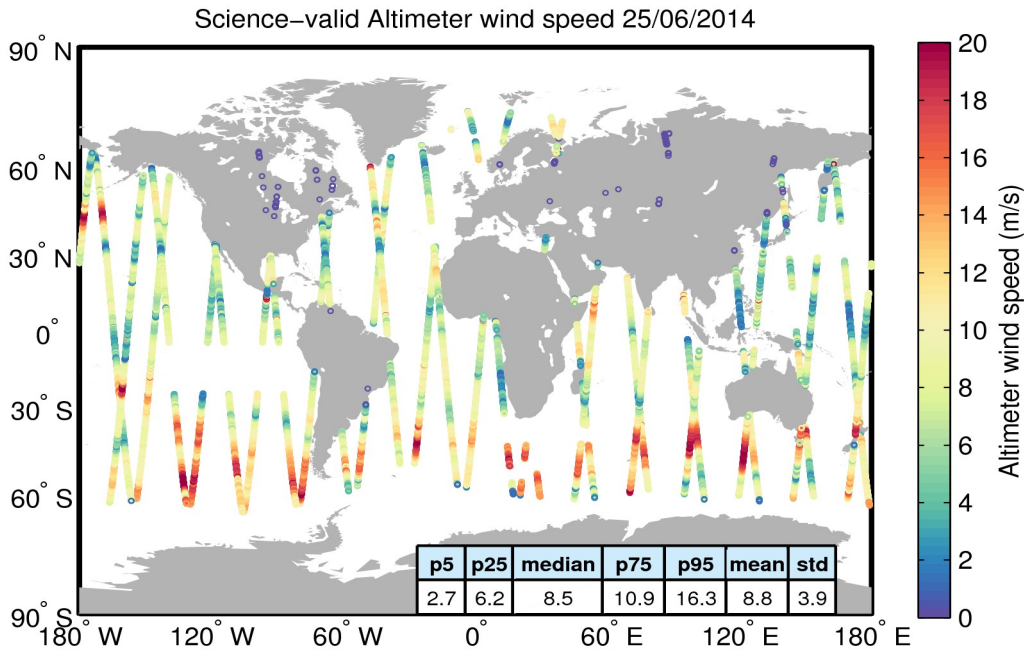 Science−valid Altimeter wind speed 25/06/2014
90° N
60° N
30° N
0°
30° S
60° S
90° S
180° W
120° W
60° W
0°
60° E
120° E
180° E
p5 p25 median p75 p95 mean std
2.7 6.2 8.5 10.9 16.3 8.8 3.9
20
18
16
14
12
10
8
6
4
2
0
Altimeter wind speed (m/s)